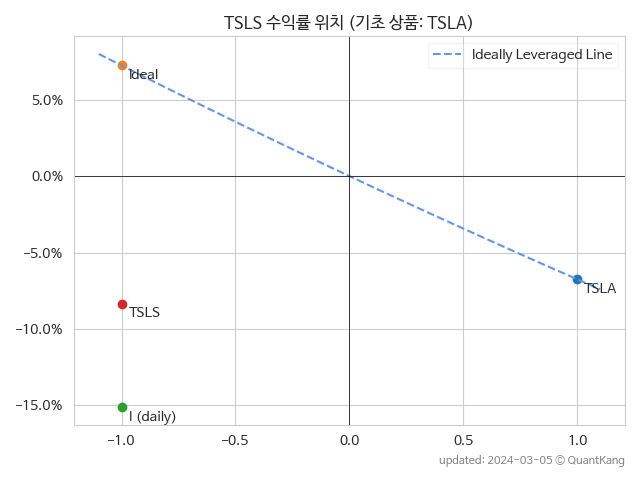 TSLS 수익률 위치 (기초 상품: TSLA)
Ideally Leveraged Line
Ideal
5.0%
0.0%
−5.0%
TSLA
TSLS
−10.0%
−15.0%
I (daily)
−1.0 −0.5 0.0 0.5 1.0
updated: 2024-03-05 © QuantKang